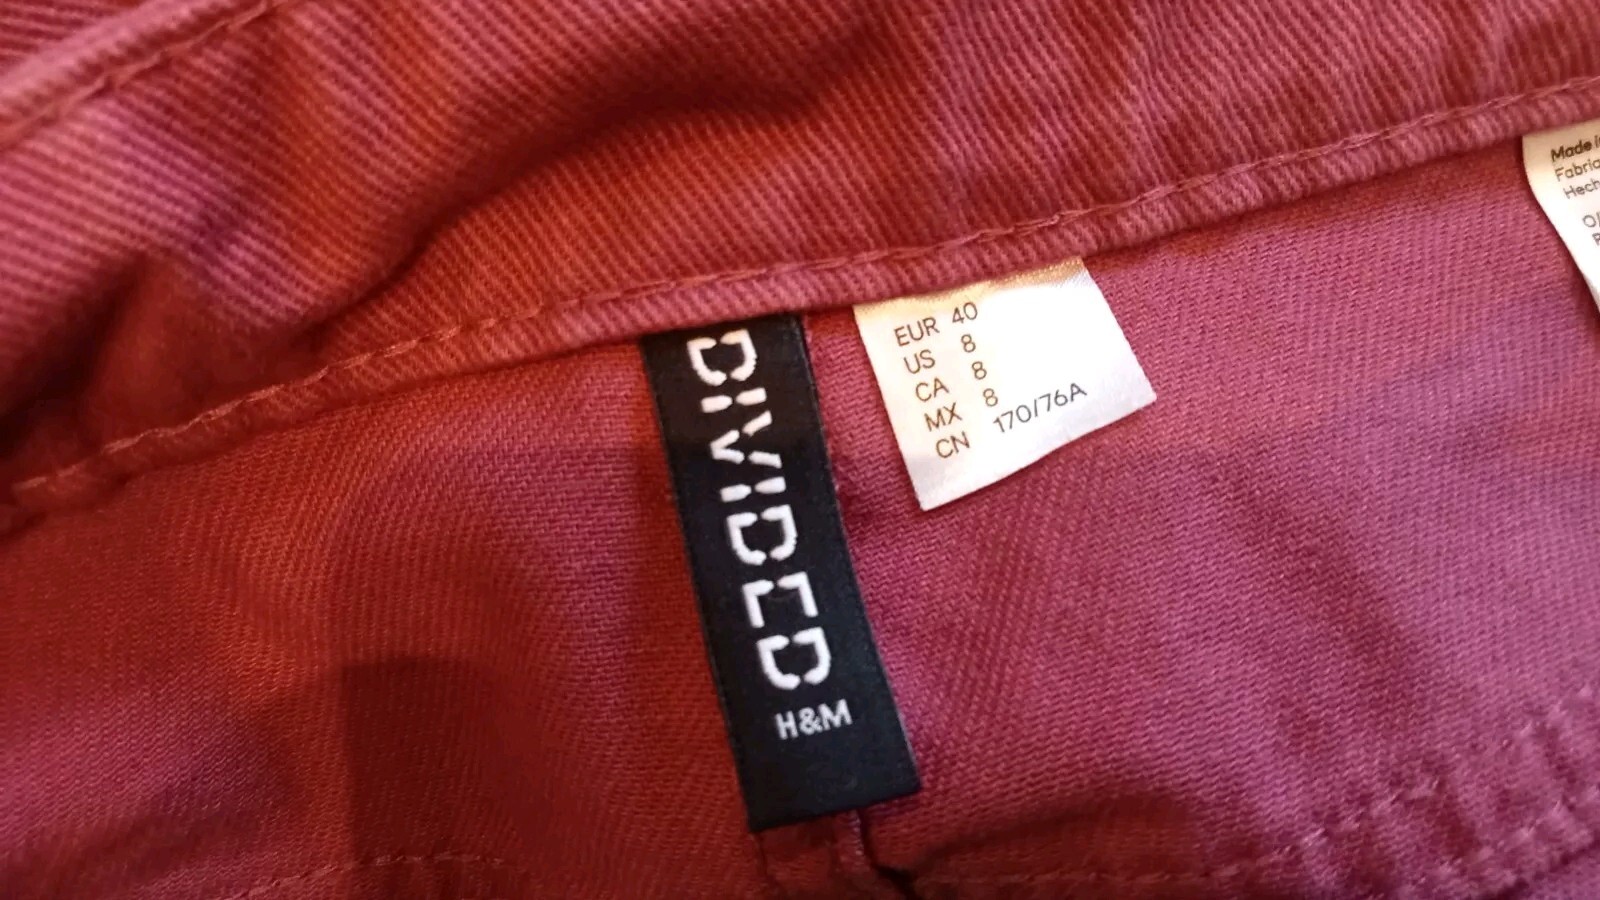 DIVIDED
H&M
EUR 40
US 8
CA 8
MX 8
CN 170/76A
Made
Fabric
Hech